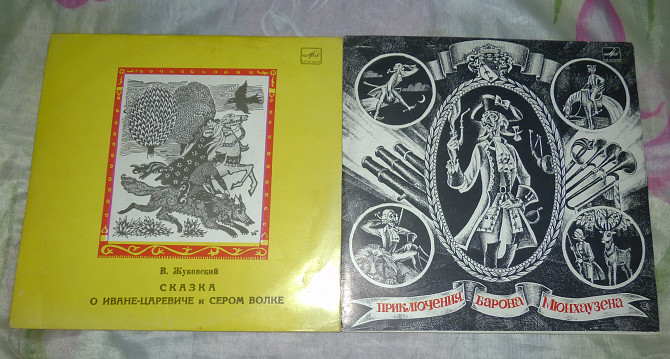 В. Жуковский
СКАЗКА
О ИВАНЕ-ЦАРЕВИЧЕ и СЕРОМ ВОЛКЕ
ПРИКЛЮЧЕНИЯ БАРОНА МЮНХАУЗЕНА